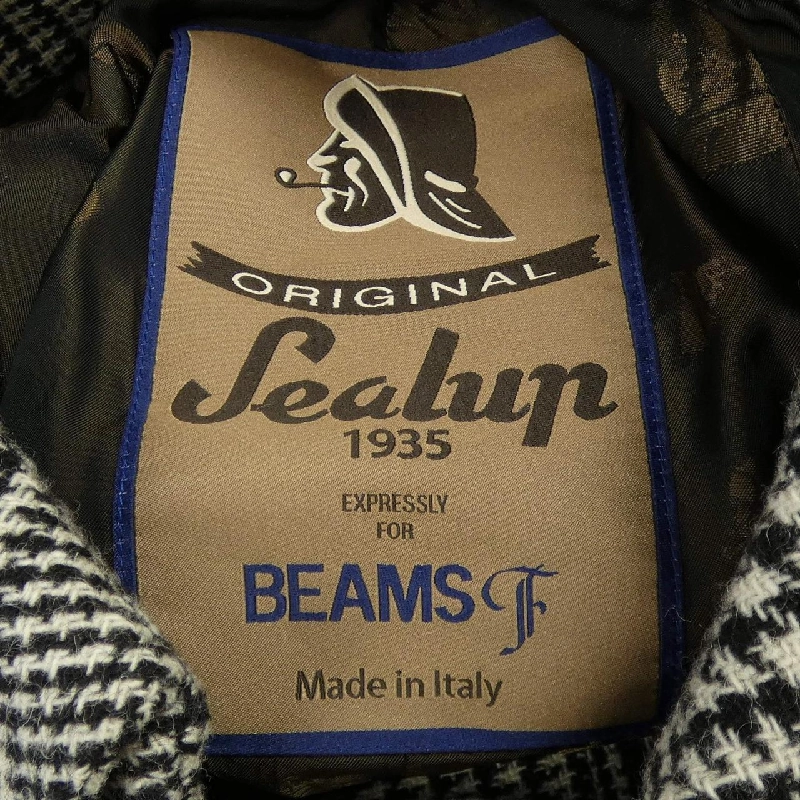 ORIGINAL
Sealup
1935
EXPRESSLY
FOR
BEAMS F
Made in Italy